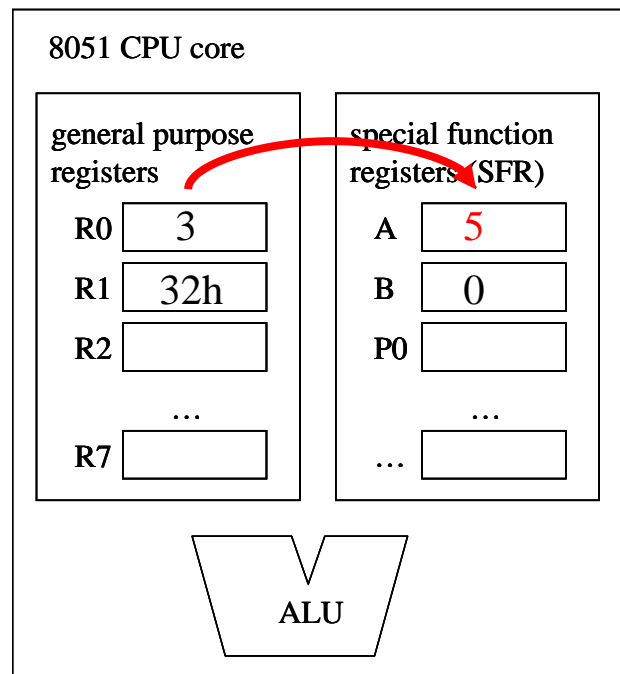 8051 CPU core
general purpose
registers
R0 3
R1 32h
R2
...
R7
special function
registers (SFR)
A 5
B 0
P0
...
...
ALU